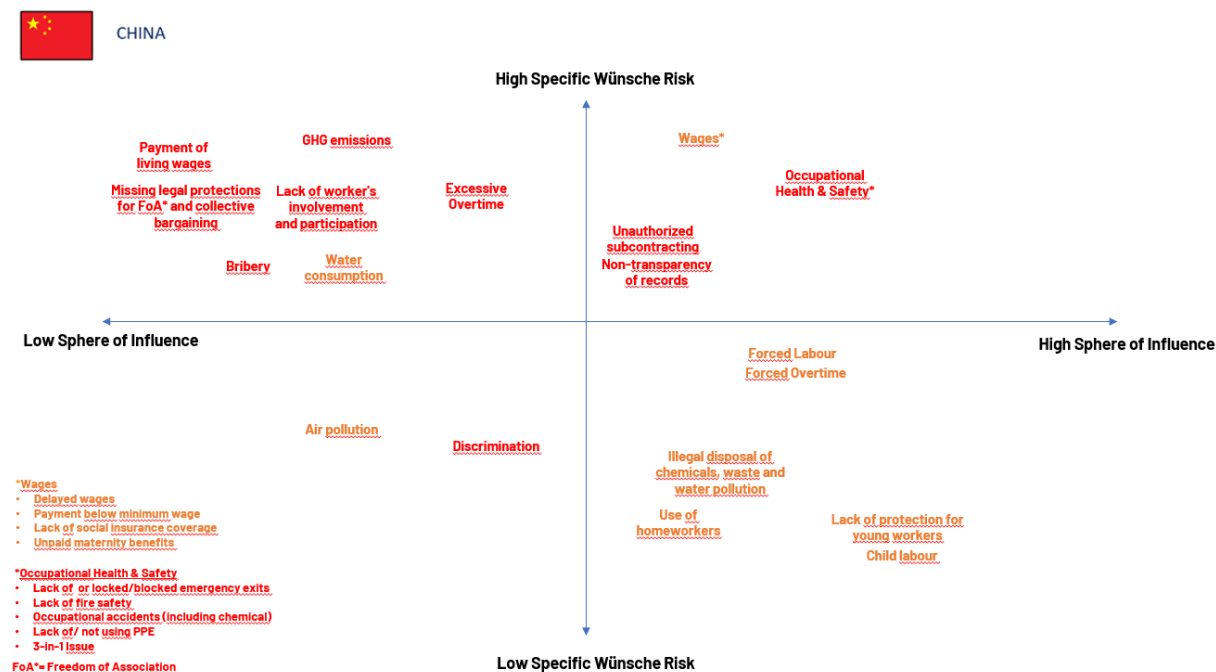 CHINA
High Specific Wünsche Risk
Payment of
living wages
GHG emissions
Wages*
Missing legal protections
for FoA* and collective
bargaining
Lack of worker's
involvement
and participation
Excessive
Overtime
Occupational
Health & Safety*
Unauthorized
subcontracting
Non-transparency
of records
Bribery
Water
consumption
Low Sphere of Influence
High Sphere of Influence
Forced Labour
Forced Overtime
Air pollution
Discrimination
Illegal disposal of
chemicals, waste and
water pollution
Use of
homeworkers
Lack of protection for
young workers
Child labour
*Wages
• Delayed wages
• Payment below minimum wage
• Lack of social insurance coverage
• Unpaid maternity benefits
*Occupational Health & Safety
• Lack of or locked/blocked emergency exits
• Lack of fire safety
• Occupational accidents (including chemical)
• Lack of/ not using PPE
• 3-in-1 Issue
FoA*= Freedom of Association
Low Specific Wünsche Risk